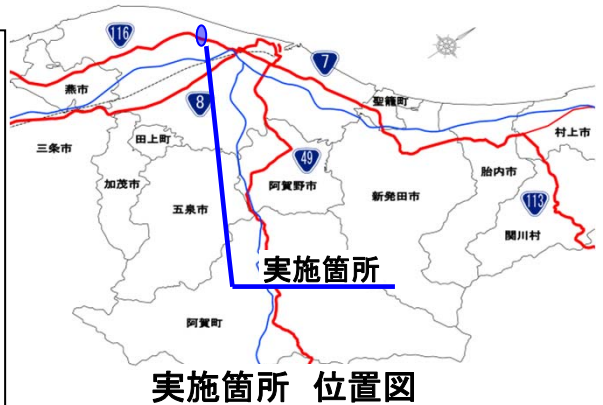 116
7
燕市
8
聖籠町
三条市
田上町
村上市
49
加茂市
阿賀野市
新発田市
胎内市
五泉市
113
関川村
実施箇所
阿賀町
実施箇所 位置図